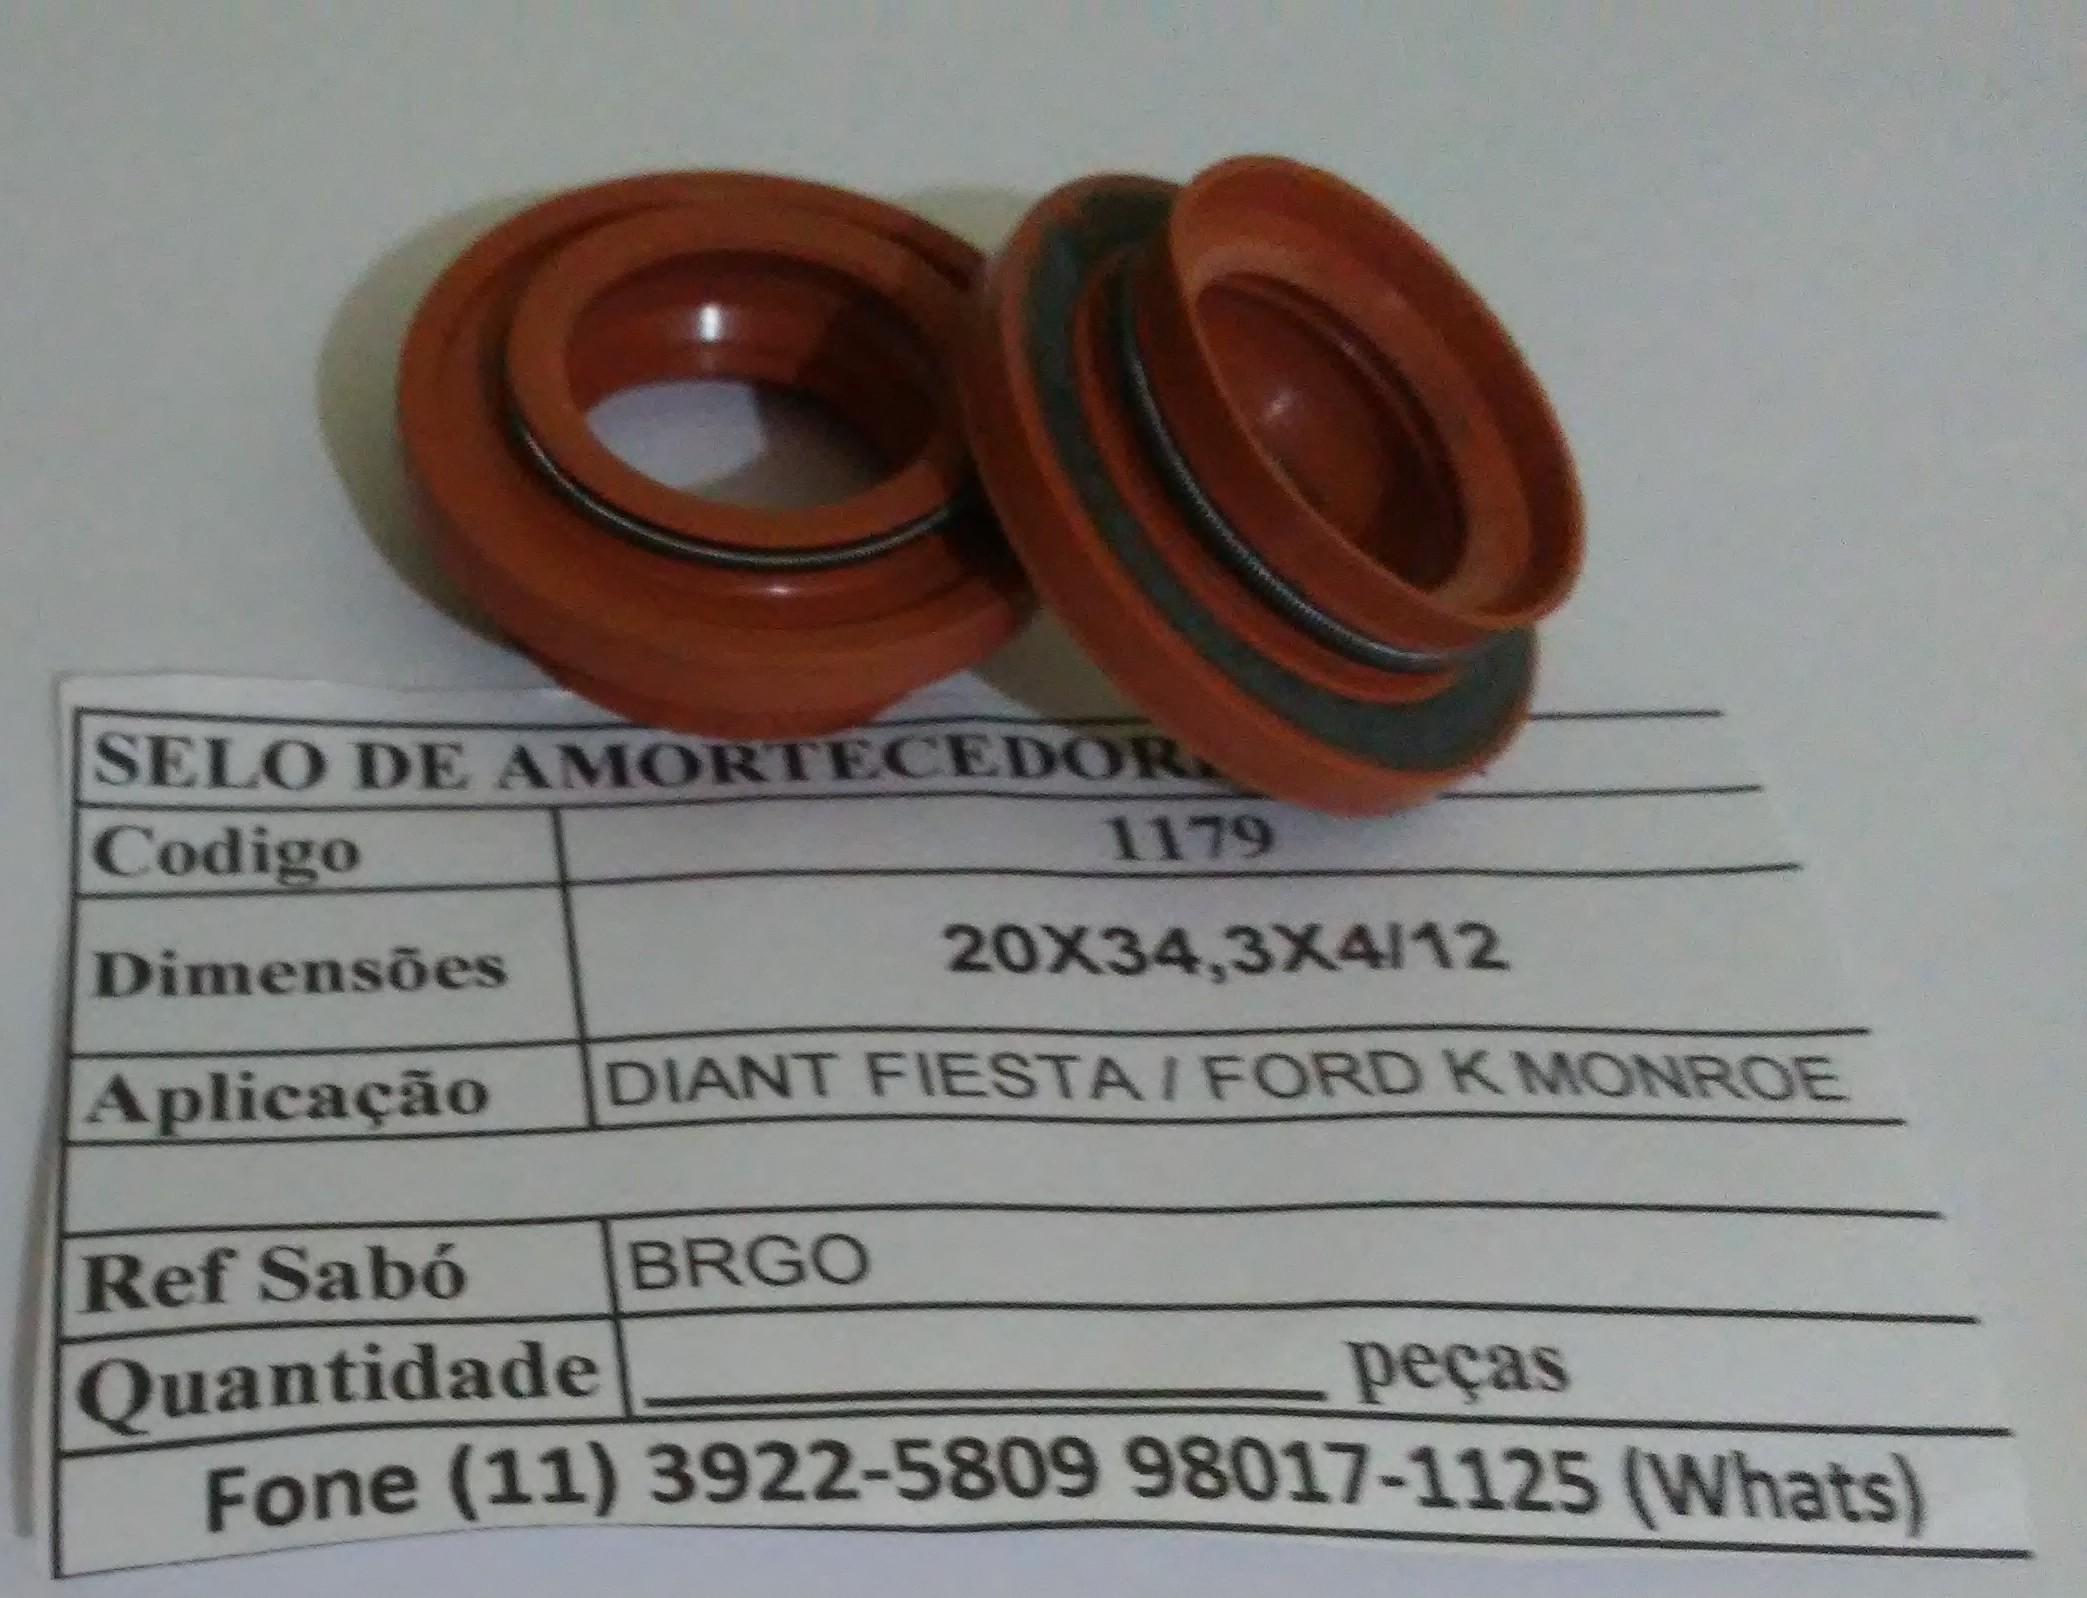 SELO DE AMORTECEDOR
Codigo 1179
Dimensões 20X34,3X4/12
Aplicação DIANT FIESTA / FORD K MONROE
Ref Sabó BRGO
Quantidade ____________ peças
Fone (11) 3922-5809 98017-1125 (Whats)